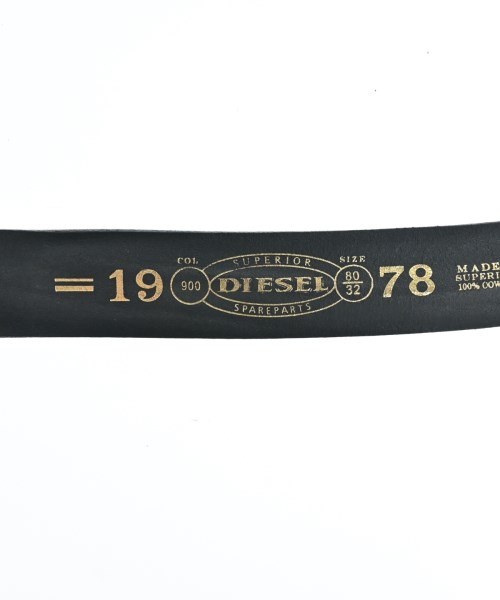 = 19
COL
900
SUPERIOR
DIESEL
SPAREPARTS
SIZE
80
32
78
MADE
SUPERI
100% COW